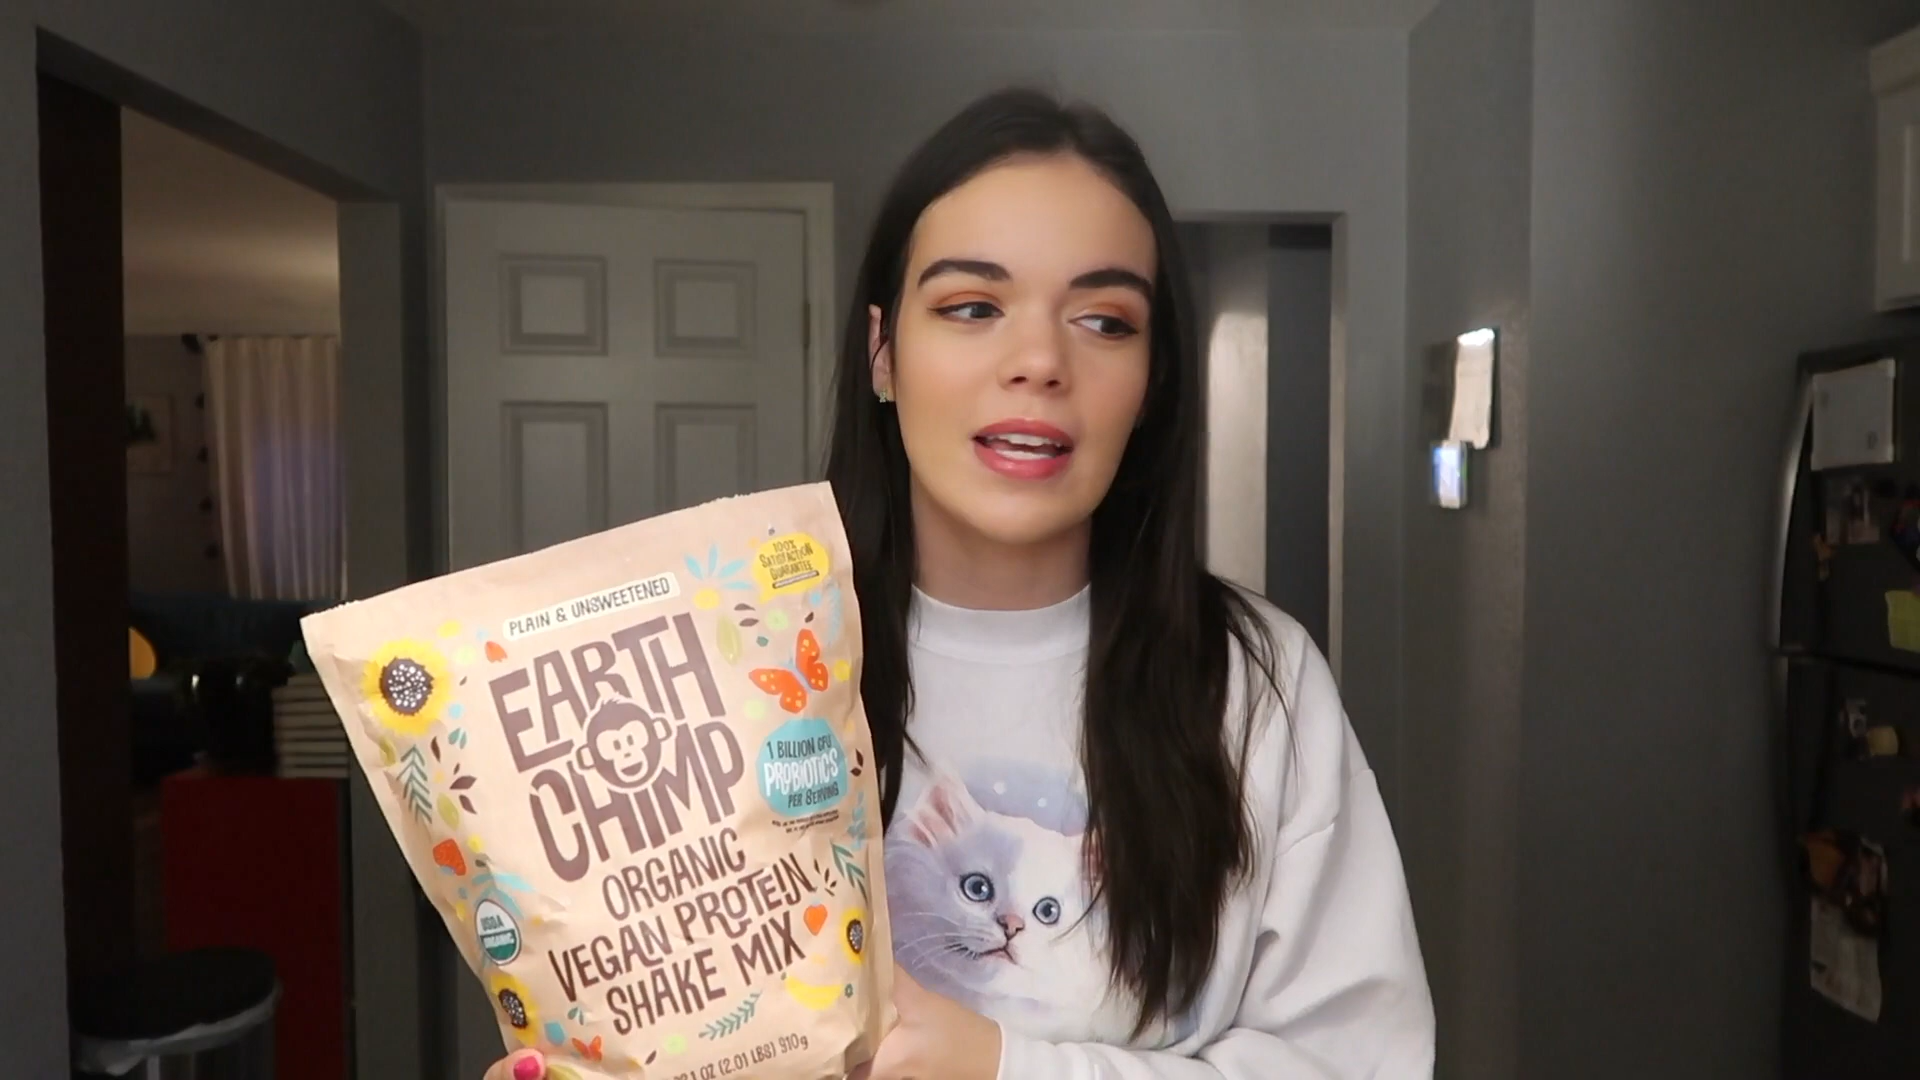 PLAIN & UNSWEETENED
100%
SATISFACTION
GUARANTEE
EARTH
CHIMP
1 BILLION CFU
PROBIOTICS
PER SERVING
ORGANIC
VEGAN PROTEIN
SHAKE MIX
USDA
ORGANIC
OZ (2.01 LBS) 910g